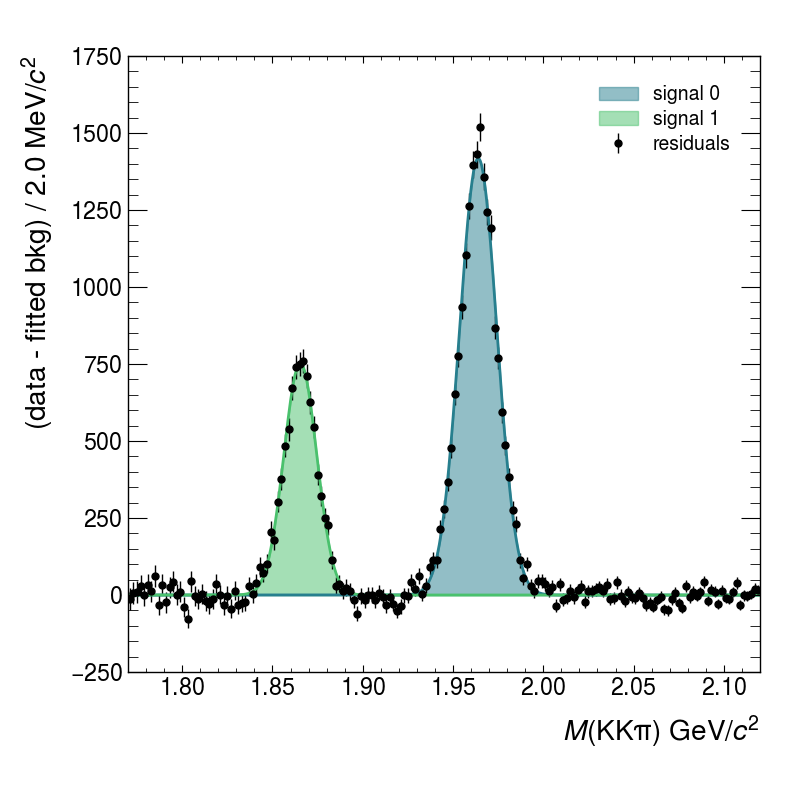 (data - fitted bkg) / 2.0 MeV/c²
1750
1500
1250
1000
750
500
250
0
−250
signal 0
signal 1
residuals
1.80 1.85 1.90 1.95 2.00 2.05 2.10
M(KKπ) GeV/c²